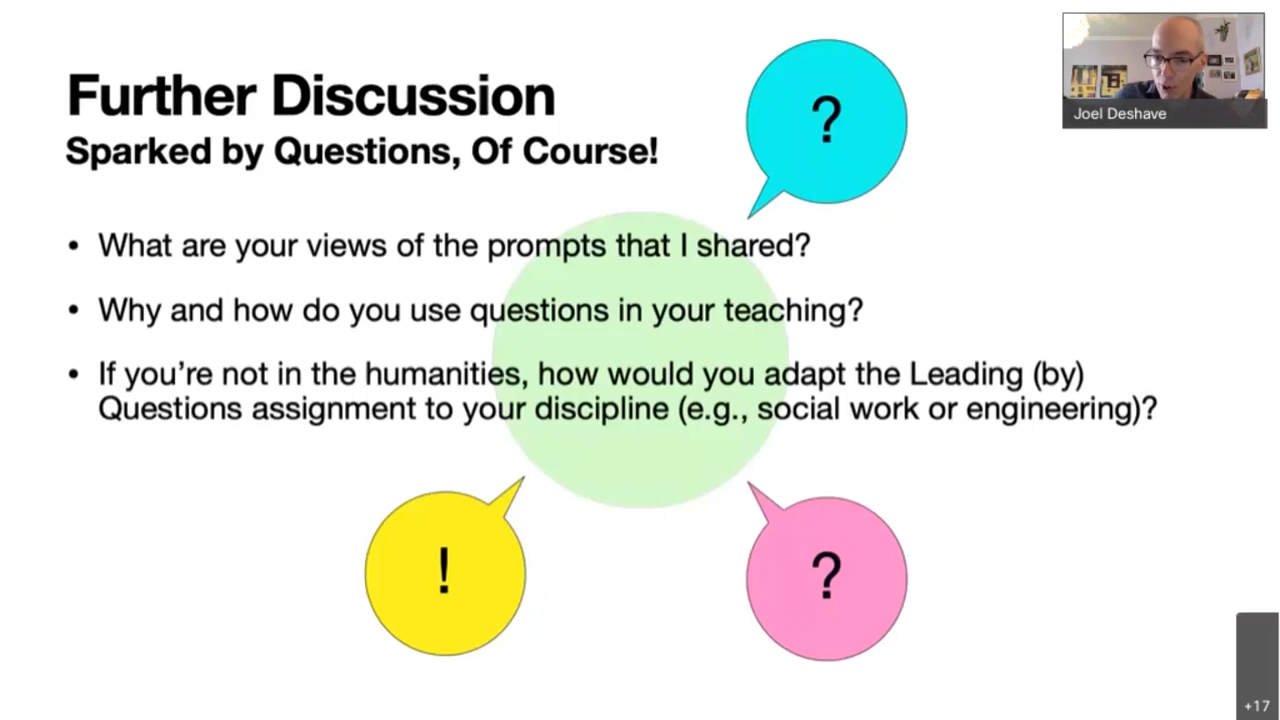 Further Discussion
Sparked by Questions, Of Course!
• What are your views of the prompts that I shared?
• Why and how do you use questions in your teaching?
• If you’re not in the humanities, how would you adapt the Leading (by)
Questions assignment to your discipline (e.g., social work or engineering)?
?
!
?
Joel Deshave
+17